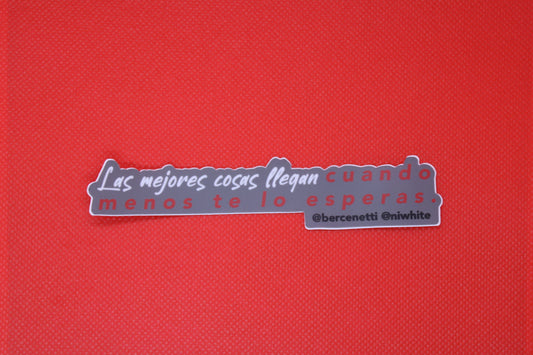 Las mejores cosas llegan cuando
menos te lo esperas.
@bercenetti @niwhite